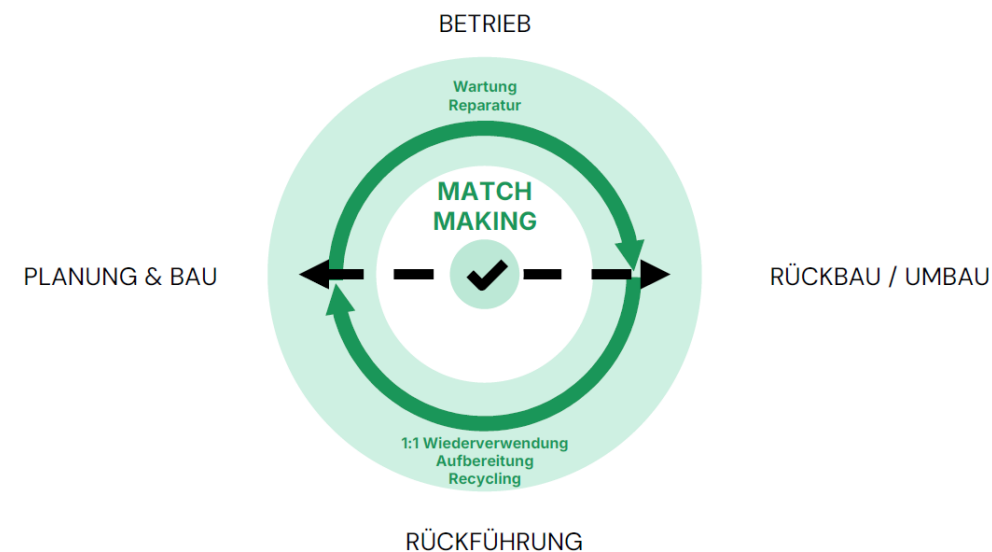 BETRIEB
Wartung
Reparatur
MATCH
MAKING
PLANUNG & BAU
RÜCKBAU / UMBAU
1:1 Wiederverwendung
Aufbereitung
Recycling
RÜCKFÜHRUNG